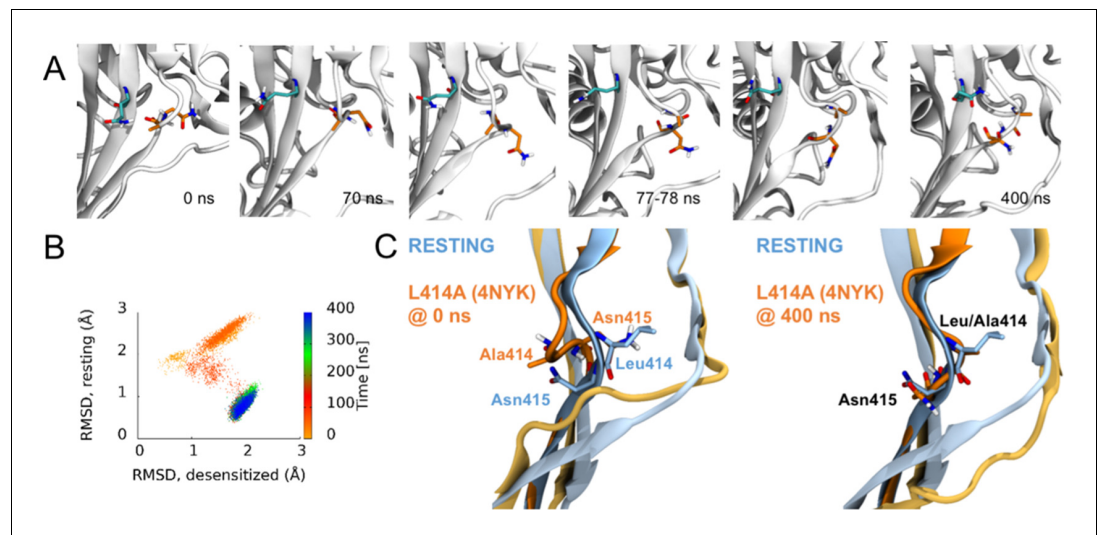 A
0 ns
70 ns
77-78 ns
400 ns
B
3
2
1
0
RMSD, resting (Å)
0
1
2
3
RMSD, desensitized (Å)
400
300
200
100
0
Time [ns]
C
RESTING
L414A (4NYK)
@ 0 ns
Asn415
Ala414
Leu414
Asn415
RESTING
L414A (4NYK)
@ 400 ns
Leu/Ala414
Asn415